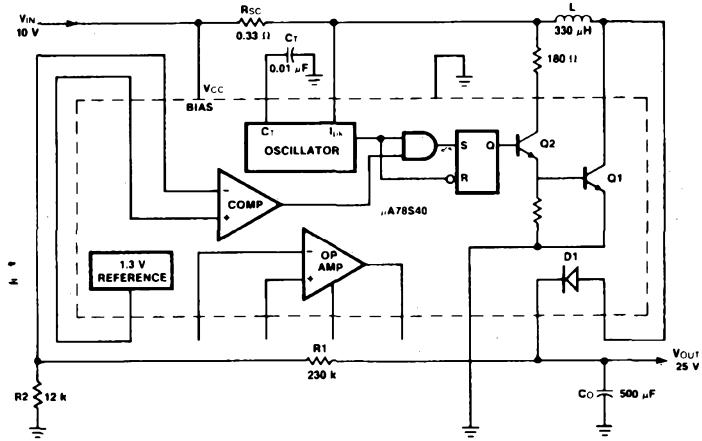 VIN
10 V
RSC
0.33 Ω
CT
0.01 μF
L
330 μH
180 Ω
VCC
BIAS
CT
Ipk
OSCILLATOR
S
Q
R
Q2
Q1
−
COMP
+
μA78S40
1.3 V
REFERENCE
−
OP
AMP
+
D1
R1
230 k
VOUT
25 V
R2
12 k
CO
500 μF